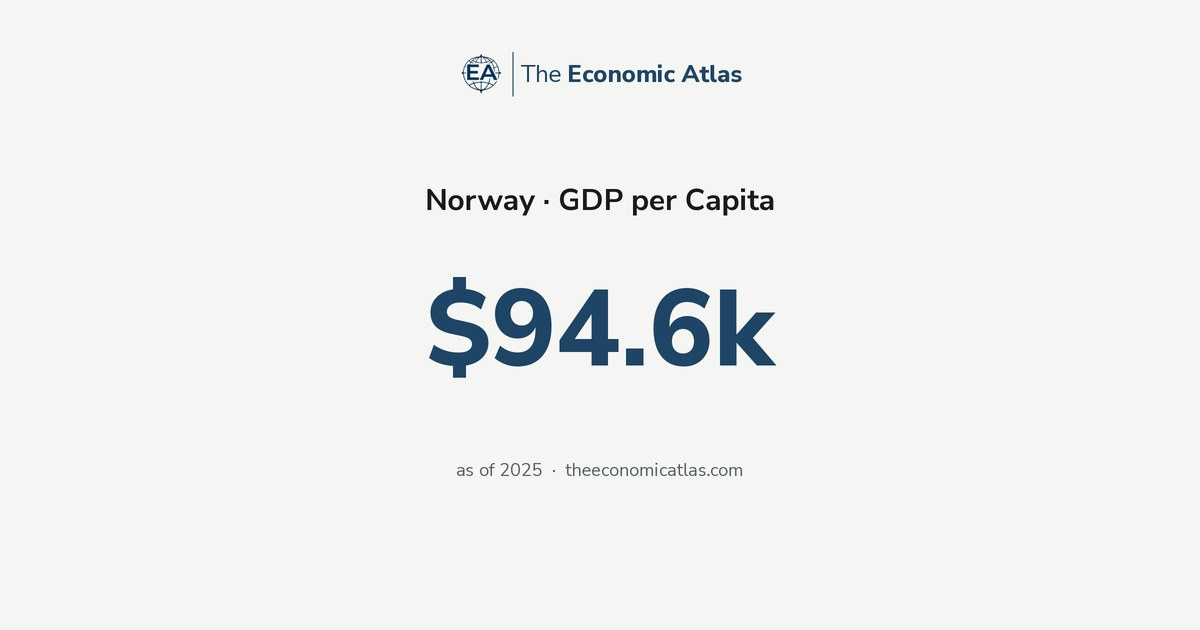 EA The Economic Atlas
Norway · GDP per Capita
$94.6k
as of 2025 · theeconomicatlas.com